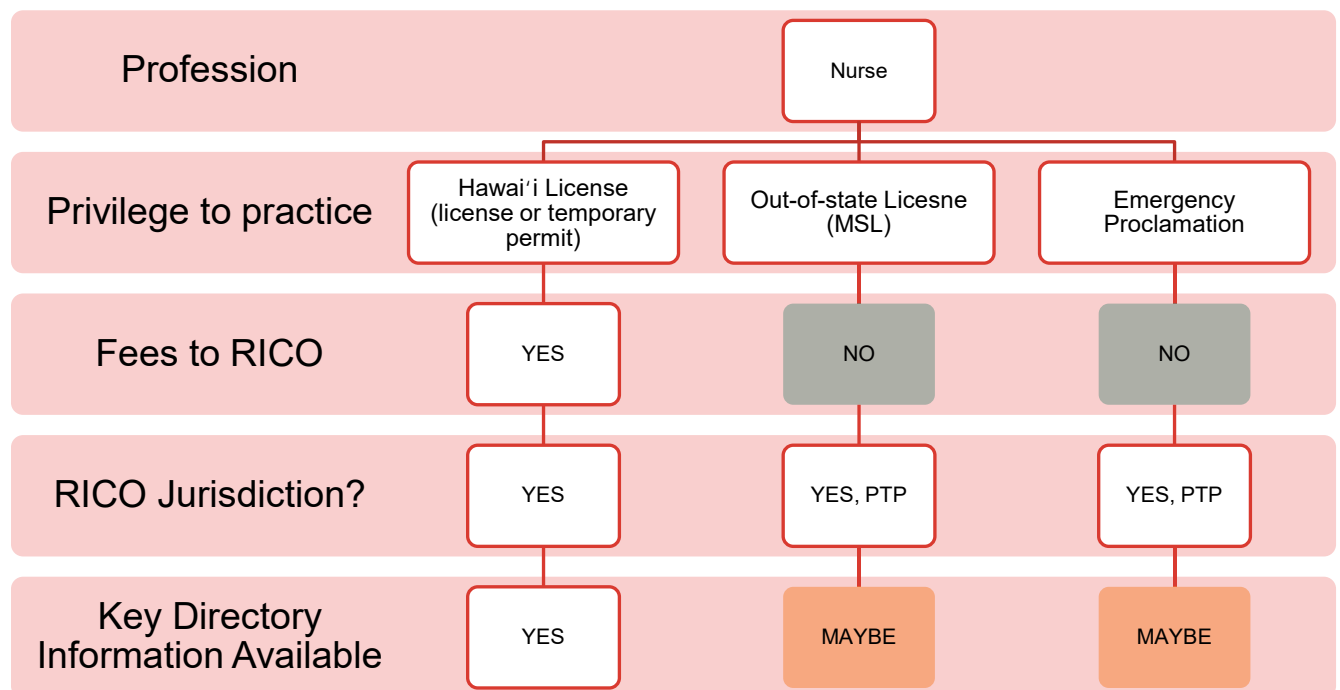 Profession
Nurse
Privilege to practice
Hawaiʻi License
(license or temporary
permit)
Out-of-state Licesne
(MSL)
Emergency
Proclamation
Fees to RICO
YES
NO
NO
RICO Jurisdiction?
YES
YES, PTP
YES, PTP
Key Directory
Information Available
YES
MAYBE
MAYBE